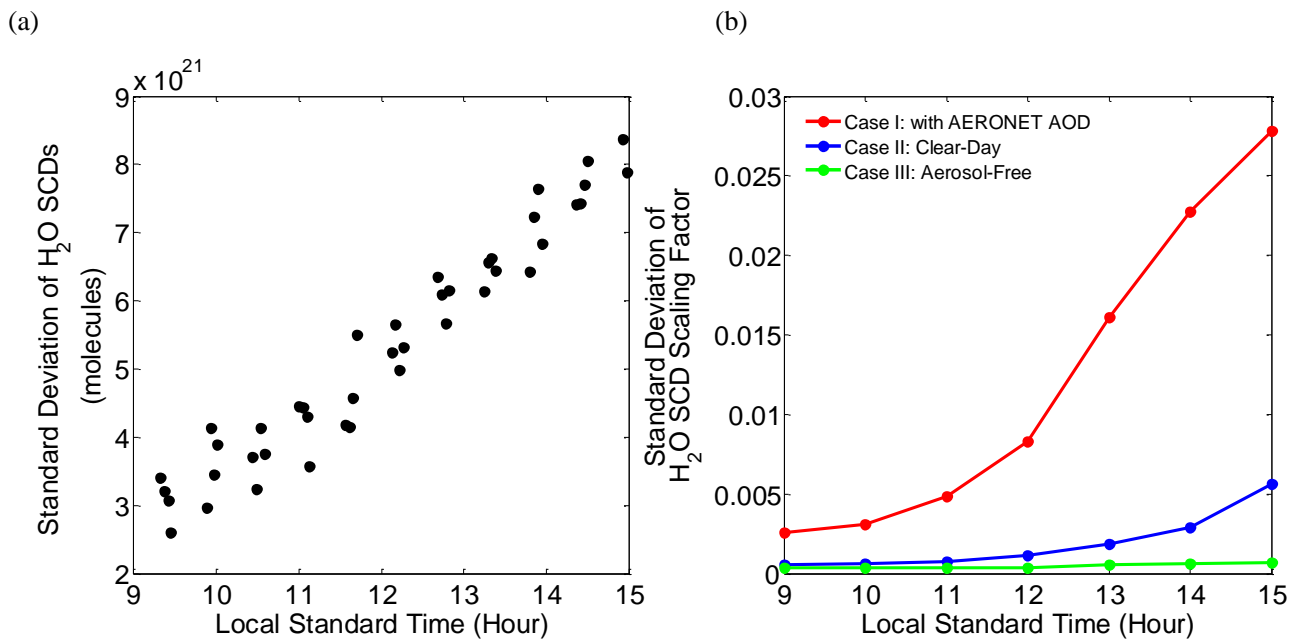 (a)
(b)
x 10^21
9
8
7
6
5
4
3
2
Standard Deviation of H₂O SCDs
(molecules)
9 10 11 12 13 14 15
Local Standard Time (Hour)
0.03
0.025
0.02
0.015
0.01
0.005
0
Standard Deviation of
H₂O SCD Scaling Factor
Case I: with AERONET AOD
Case II: Clear-Day
Case III: Aerosol-Free
9 10 11 12 13 14 15
Local Standard Time (Hour)